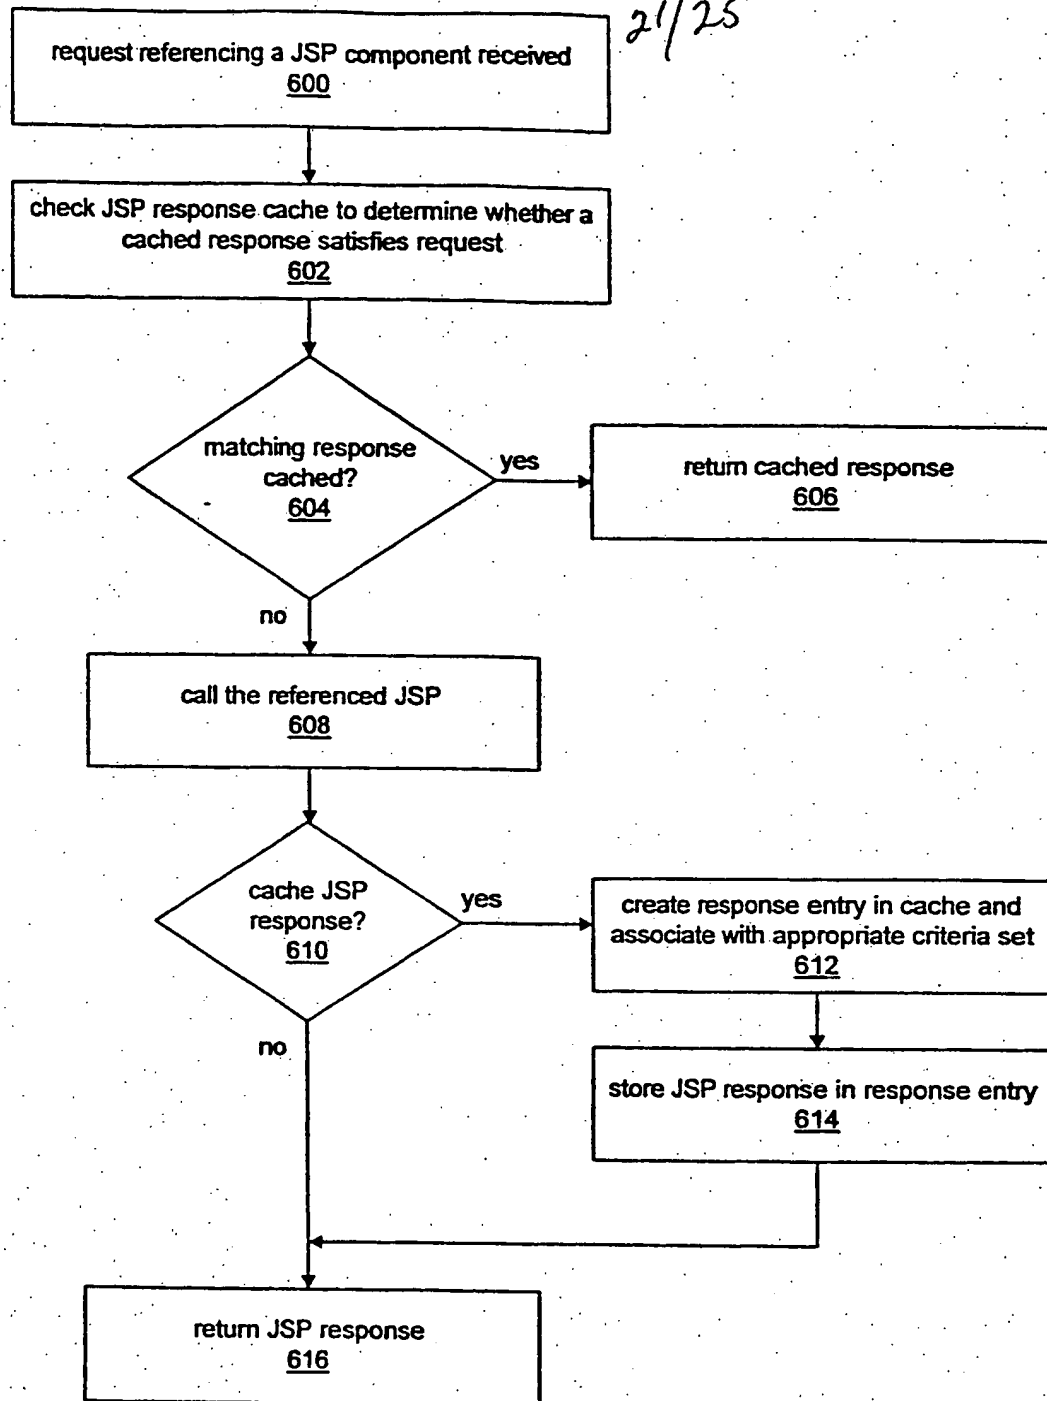 21/25
request referencing a JSP component received
600
check JSP response cache to determine whether a
cached response satisfies request
602
matching response
cached?
604
yes
return cached response
606
no
call the referenced JSP
608
cache JSP
response?
610
yes
create response entry in cache and
associate with appropriate criteria set
612
no
store JSP response in response entry
614
return JSP response
616